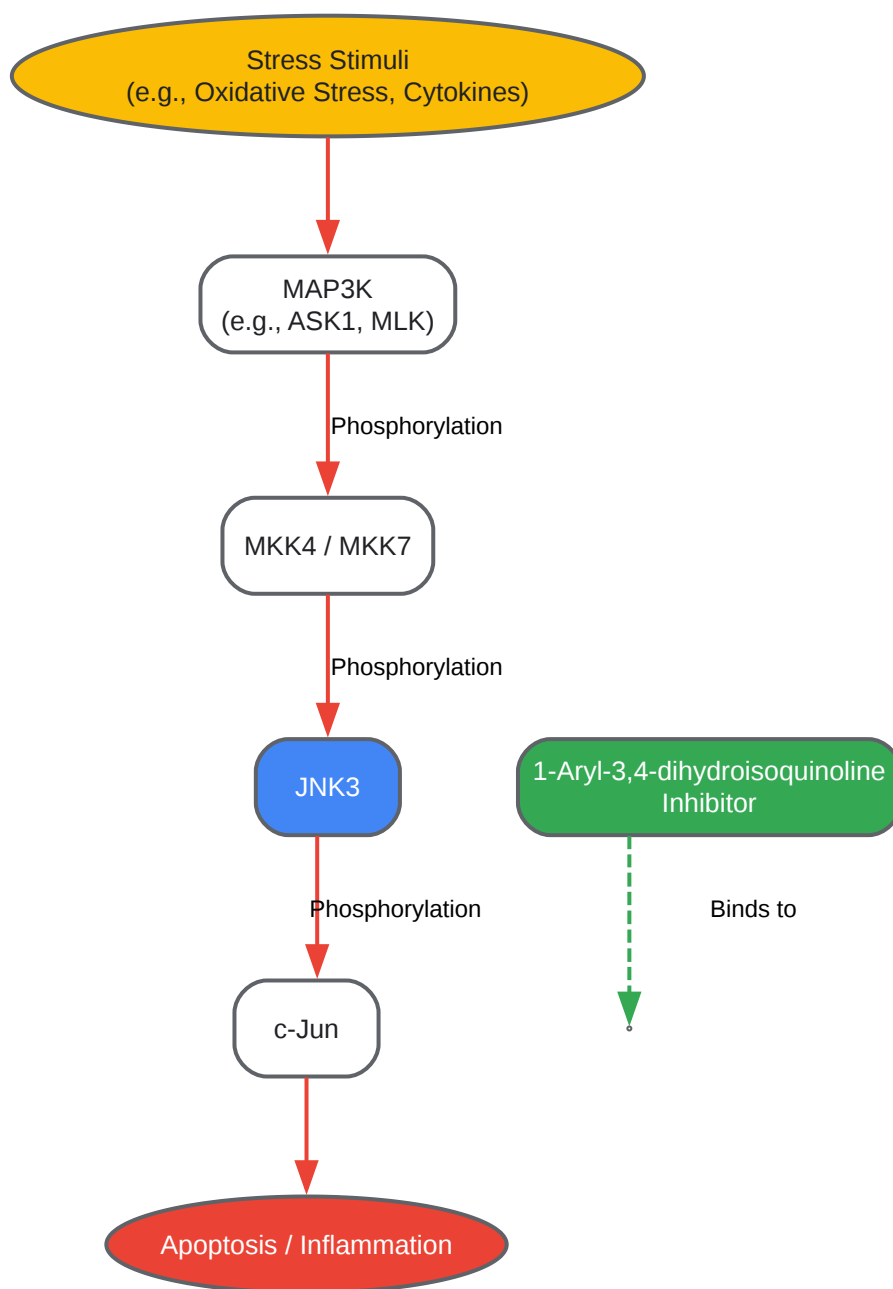 Stress Stimuli
(e.g., Oxidative Stress, Cytokines)
MAP3K
(e.g., ASK1, MLK)
Phosphorylation
MKK4 / MKK7
Phosphorylation
JNK3
1-Aryl-3,4-dihydroisoquinoline
Inhibitor
Phosphorylation
Binds to
c-Jun
Apoptosis / Inflammation